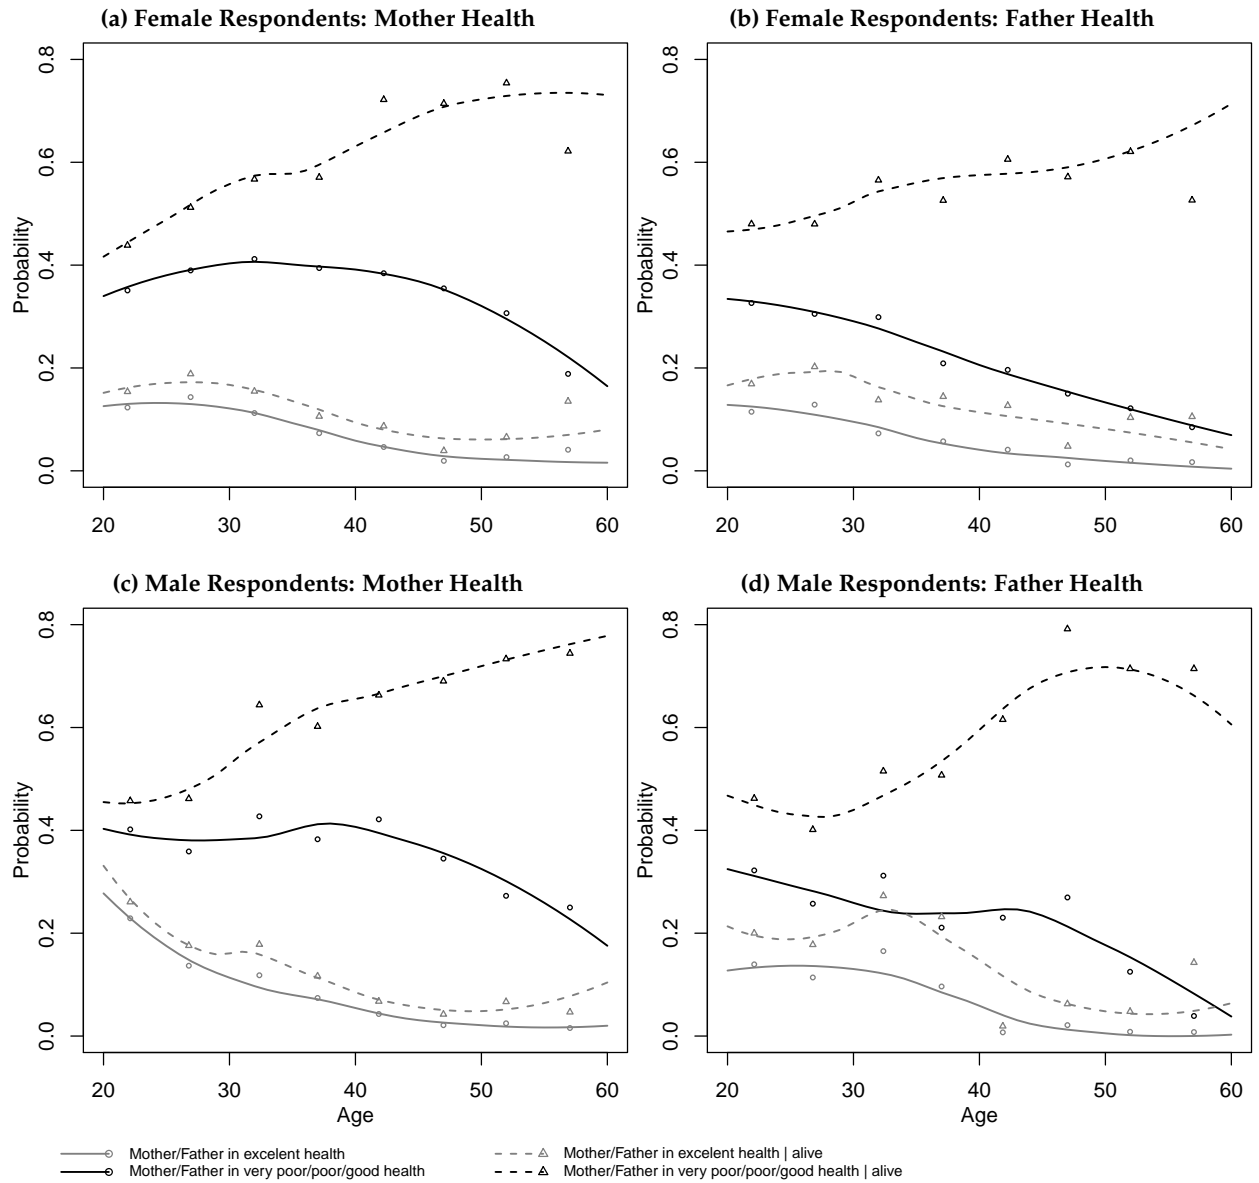 (a) Female Respondents: Mother Health
(b) Female Respondents: Father Health
0.8
0.6
0.4
0.2
0.0
Probability
20 30 40 50 60
0.8
0.6
0.4
0.2
0.0
Probability
20 30 40 50 60
(c) Male Respondents: Mother Health
(d) Male Respondents: Father Health
0.8
0.6
0.4
0.2
0.0
Probability
20 30 40 50 60
Age
0.8
0.6
0.4
0.2
0.0
Probability
20 30 40 50 60
Age
Mother/Father in excelent health
Mother/Father in very poor/poor/good health
Mother/Father in excelent health | alive
Mother/Father in very poor/poor/good health | alive